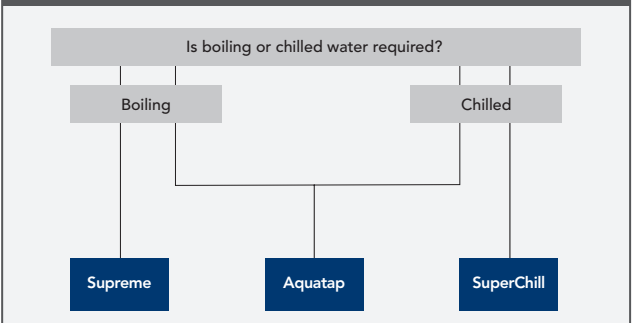 Is boiling or chilled water required?
Boiling
Chilled
Supreme
Aquatap
SuperChill